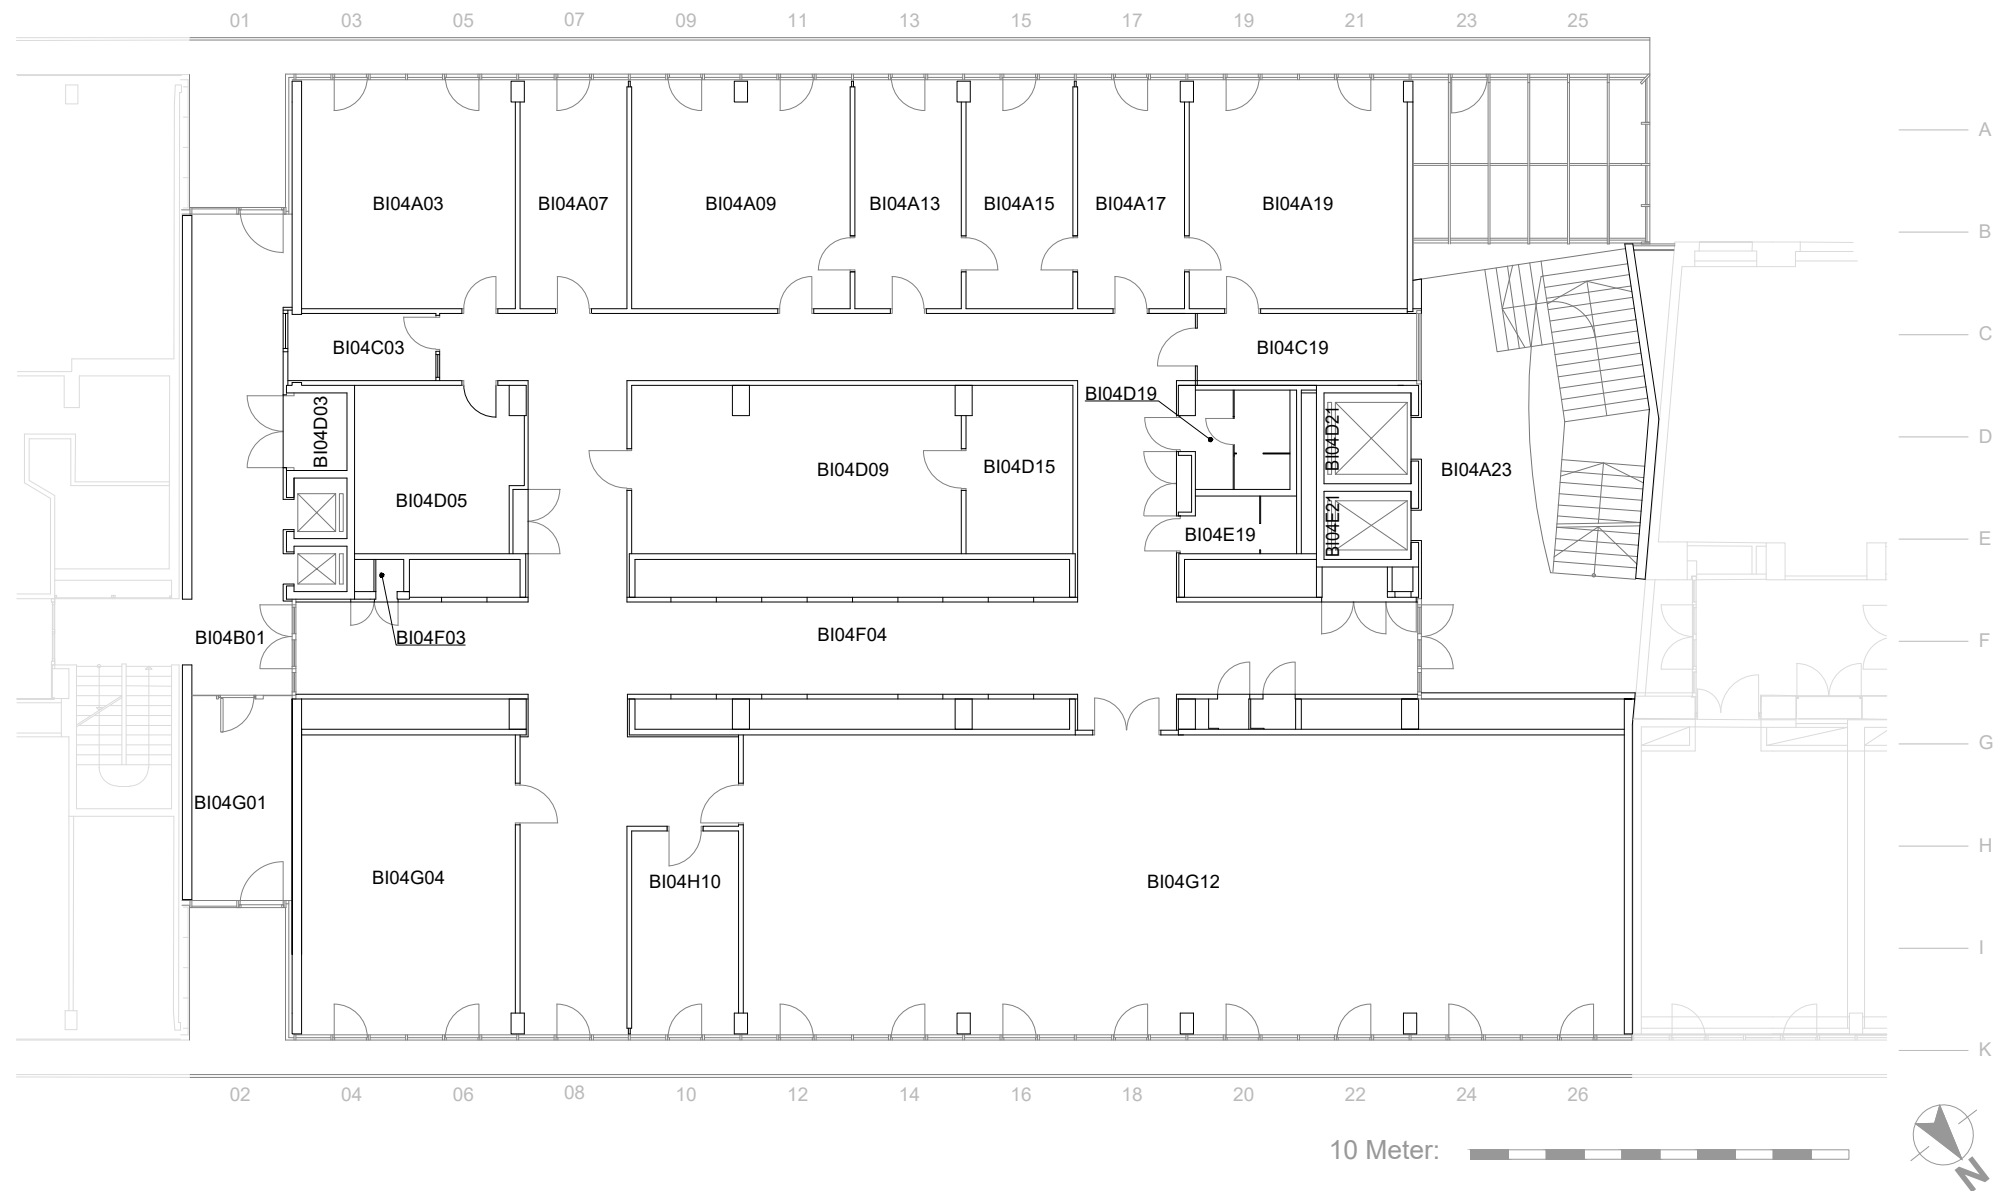 01 03 05 07 09 11 13 15 17 19 21 23 25
A
BI04A03 BI04A07 BI04A09 BI04A13 BI04A15 BI04A17 BI04A19
B
C
BI04C03 BI04C19
BI04D19
BI04D03
BI04D21
D
BI04D09 BI04D15 BI04A23
BI04D05
BI04E19
BI04E21
E
BI04B01 BI04F03 BI04F04
F
G
BI04G01
H
BI04G04 BI04H10 BI04G12
I
K
02 04 06 08 10 12 14 16 18 20 22 24 26
10 Meter:
N